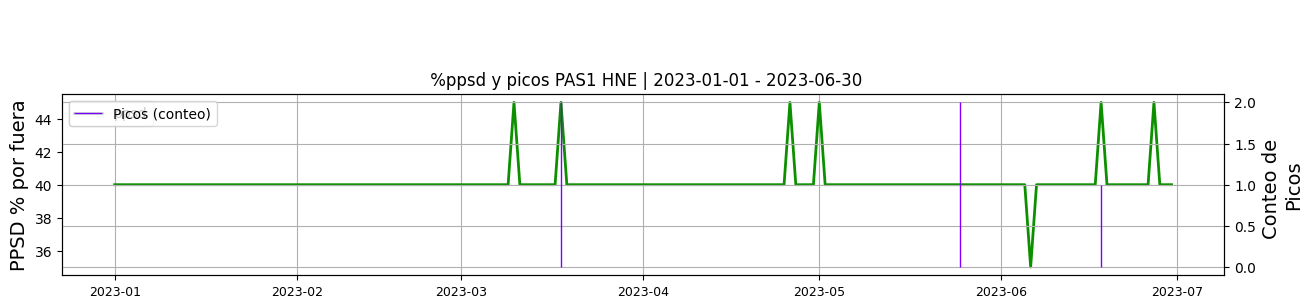 %ppsd y picos PAS1 HNE | 2023-01-01 - 2023-06-30
Picos (conteo)
PPSD % por fuera
44
42
40
38
36
2.0
1.5
1.0
0.5
0.0
Conteo de
Picos
2023-01 2023-02 2023-03 2023-04 2023-05 2023-06 2023-07